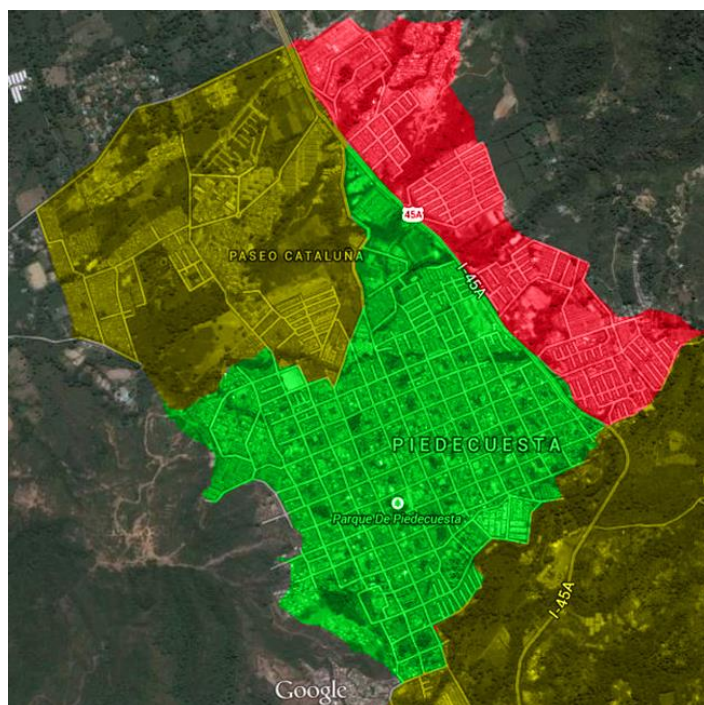 45A
I-45A
PASEO CATALUÑA
PIEDECUESTA
Parque De Piedecuesta
I-45A
Google